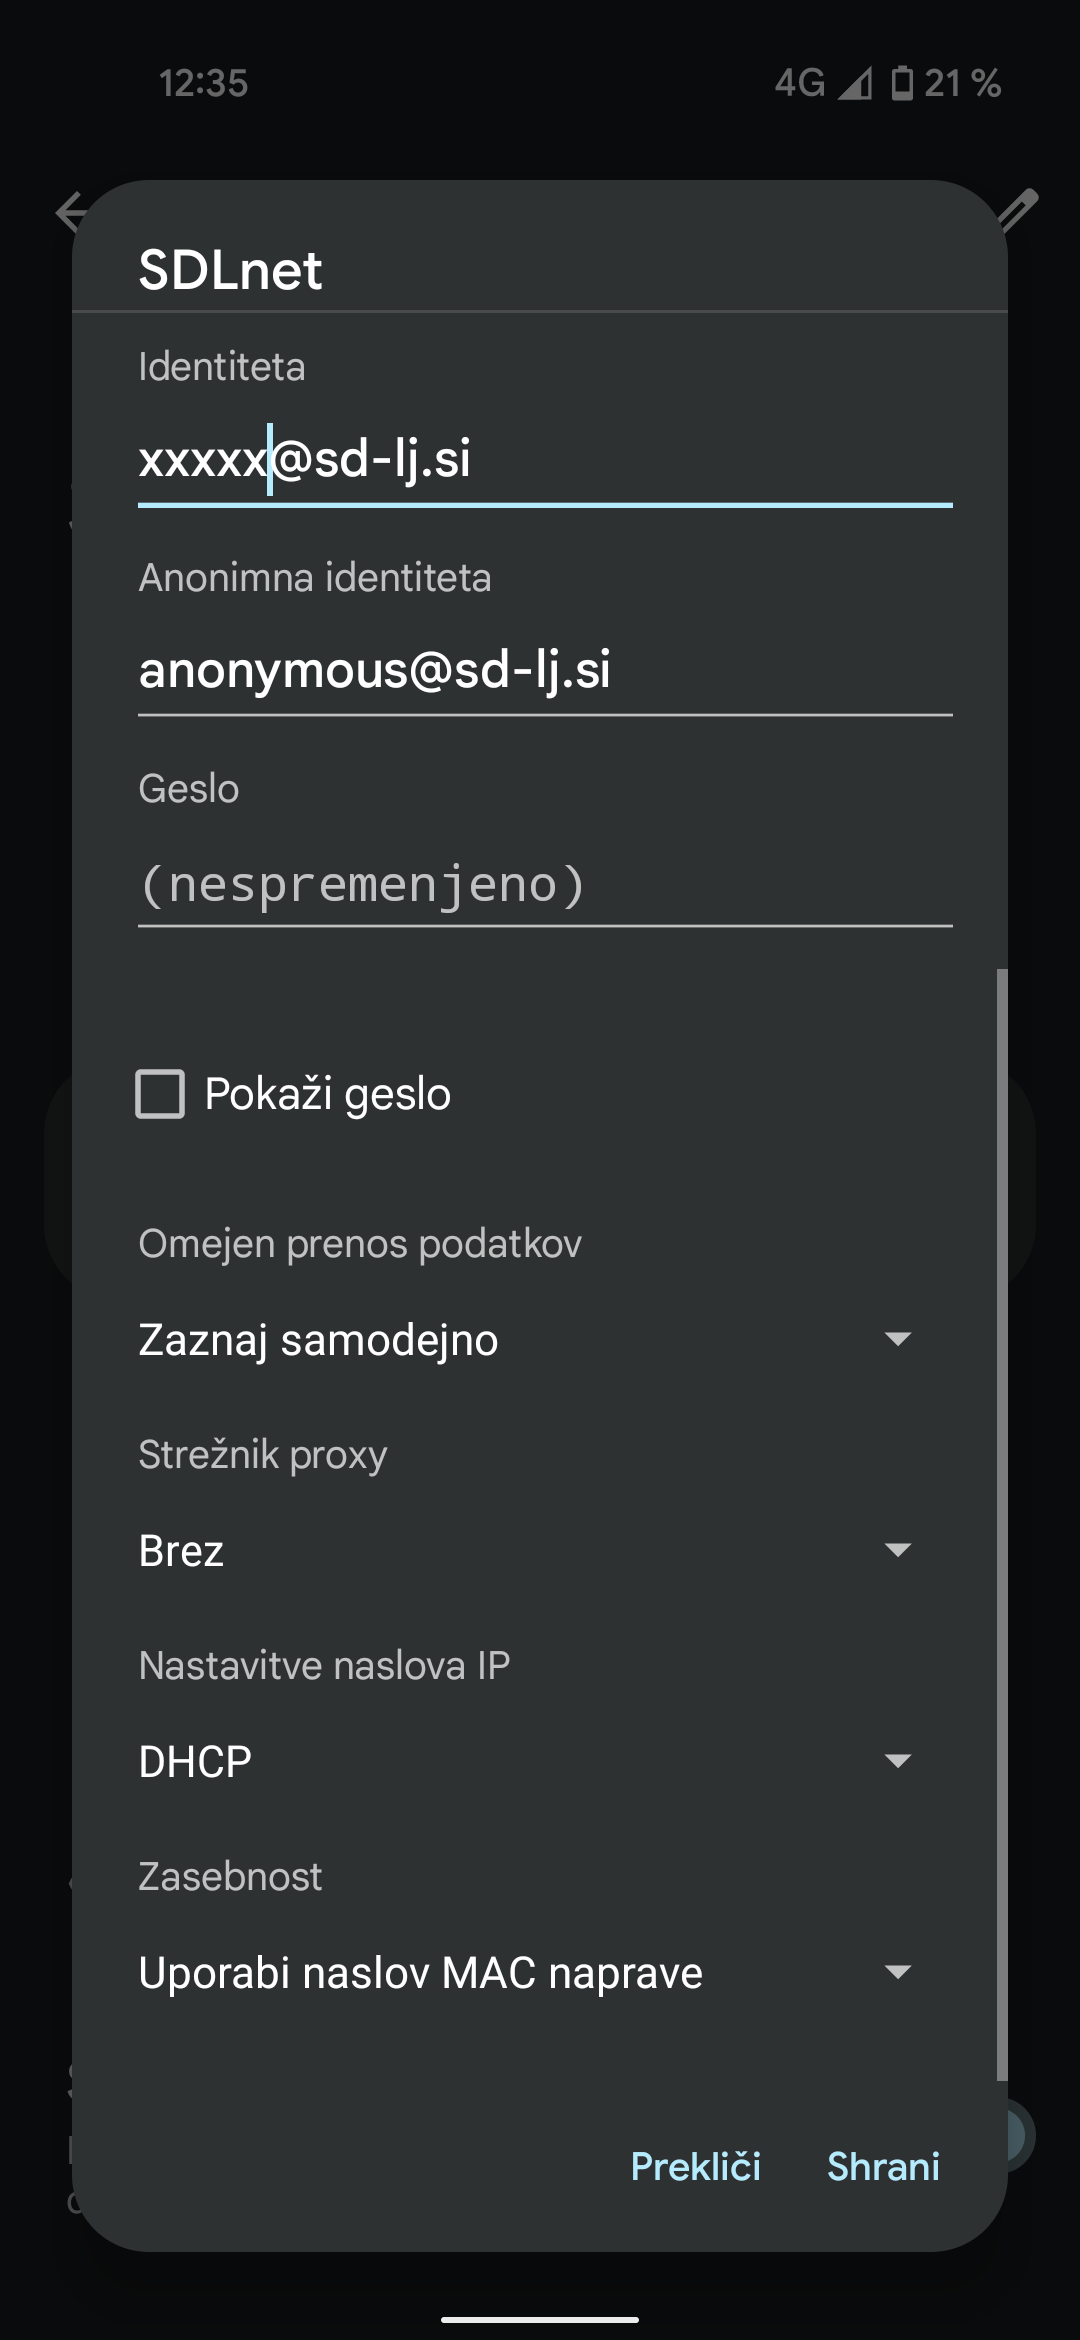 12:35
4G 21 %
SDLnet
Identiteta
xxxxx@sd-lj.si
Anonimna identiteta
anonymous@sd-lj.si
Geslo
(nespremenjeno)
Pokaži geslo
Omejen prenos podatkov
Zaznaj samodejno
Strežnik proxy
Brez
Nastavitve naslova IP
DHCP
Zasebnost
Uporabi naslov MAC naprave
Prekliči
Shrani